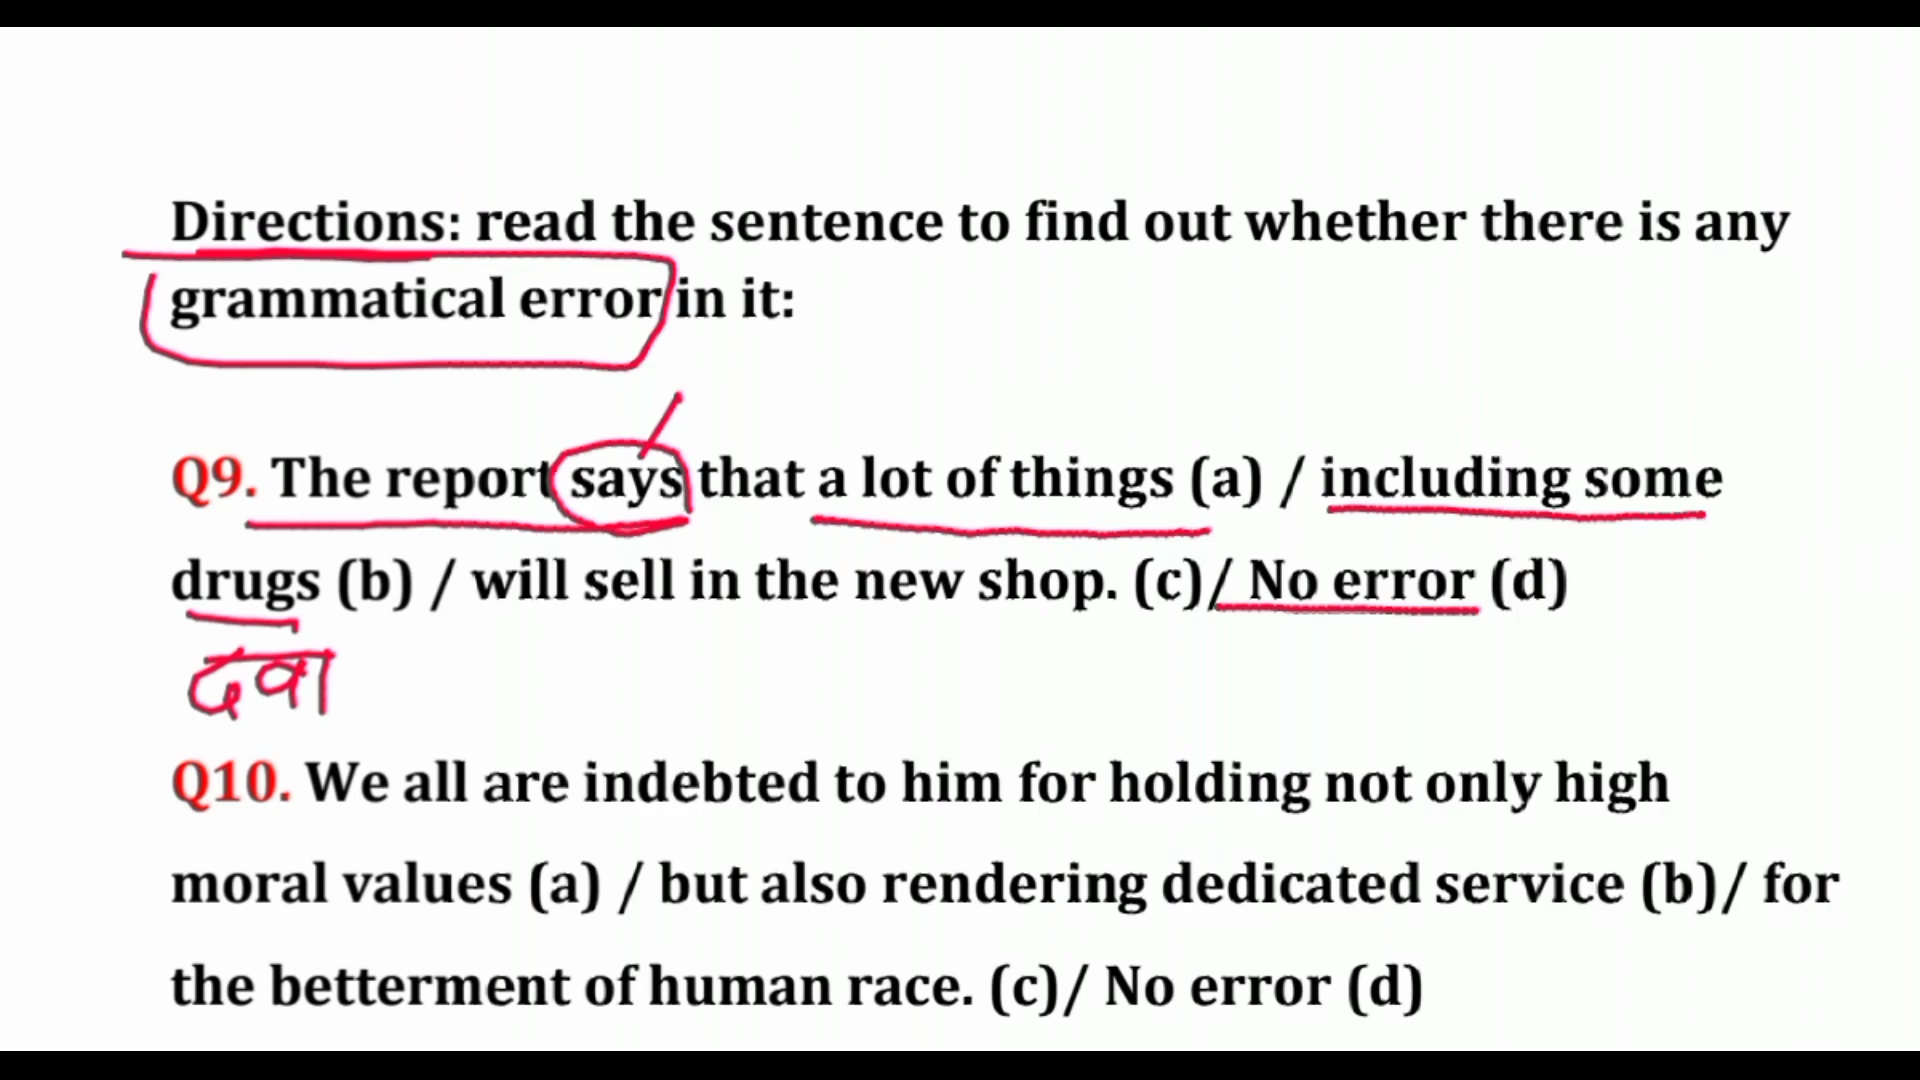 Directions: read the sentence to find out whether there is any
grammatical error in it:
Q9. The report says that a lot of things (a) / including some
drugs (b) / will sell in the new shop. (c)/ No error (d)
दवा
Q10. We all are indebted to him for holding not only high
moral values (a) / but also rendering dedicated service (b)/ for
the betterment of human race. (c)/ No error (d)